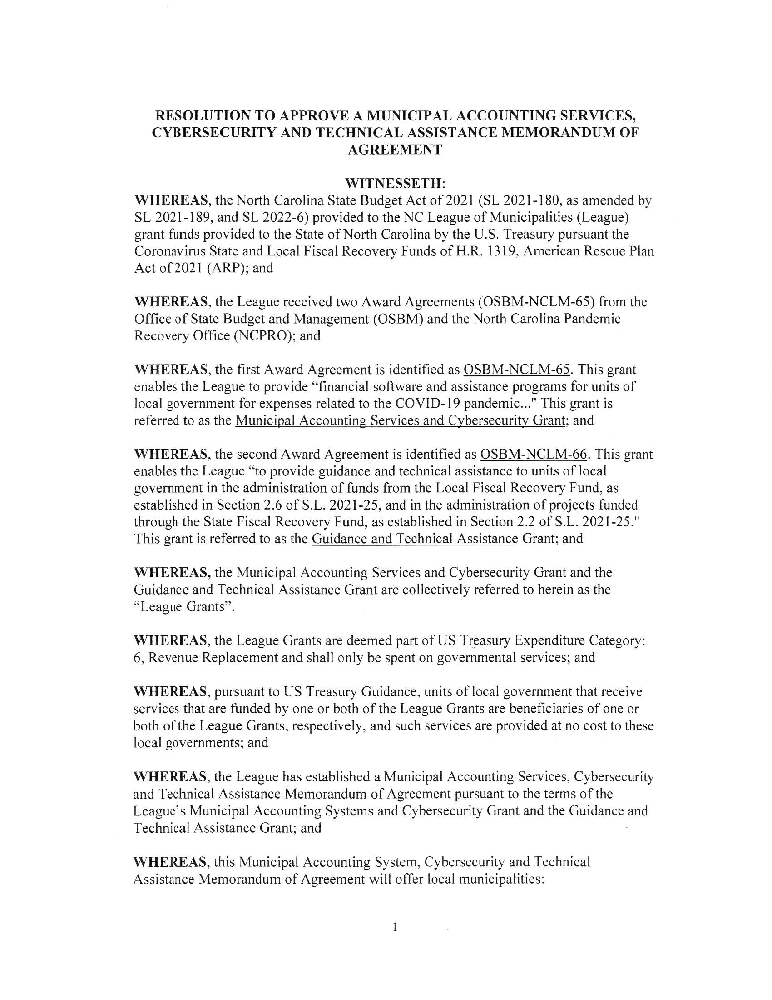 RESOLUTION TO APPROVE A MUNICIPAL ACCOUNTING SERVICES,
CYBERSECURITY AND TECHNICAL ASSISTANCE MEMORANDUM OF
AGREEMENT
WITNESSETH:
WHEREAS, the North Carolina State Budget Act of 2021 (SL 2021-180, as amended by
SL 2021-189, and SL 2022-6) provided to the NC League of Municipalities (League)
grant funds provided to the State of North Carolina by the U.S. Treasury pursuant the
Coronavirus State and Local Fiscal Recovery Funds of H.R. 1319, American Rescue Plan
Act of 2021 (ARP); and
WHEREAS, the League received two Award Agreements (OSBM-NCLM-65) from the
Office of State Budget and Management (OSBM) and the North Carolina Pandemic
Recovery Office (NCPRO); and
WHEREAS, the first Award Agreement is identified as OSBM-NCLM-65. This grant
enables the League to provide “financial software and assistance programs for units of
local government for expenses related to the COVID-19 pandemic..." This grant is
referred to as the Municipal Accounting Services and Cybersecurity Grant; and
WHEREAS, the second Award Agreement is identified as OSBM-NCLM-66. This grant
enables the League “to provide guidance and technical assistance to units of local
government in the administration of funds from the Local Fiscal Recovery Fund, as
established in Section 2.6 of S.L. 2021-25, and in the administration of projects funded
through the State Fiscal Recovery Fund, as established in Section 2.2 of S.L. 2021-25."
This grant is referred to as the Guidance and Technical Assistance Grant; and
WHEREAS, the Municipal Accounting Services and Cybersecurity Grant and the
Guidance and Technical Assistance Grant are collectively referred to herein as the
“League Grants”.
WHEREAS, the League Grants are deemed part of US Treasury Expenditure Category:
6, Revenue Replacement and shall only be spent on governmental services; and
WHEREAS, pursuant to US Treasury Guidance, units of local government that receive
services that are funded by one or both of the League Grants are beneficiaries of one or
both of the League Grants, respectively, and such services are provided at no cost to these
local governments; and
WHEREAS, the League has established a Municipal Accounting Services, Cybersecurity
and Technical Assistance Memorandum of Agreement pursuant to the terms of the
League’s Municipal Accounting Systems and Cybersecurity Grant and the Guidance and
Technical Assistance Grant; and
WHEREAS, this Municipal Accounting System, Cybersecurity and Technical
Assistance Memorandum of Agreement will offer local municipalities:
1